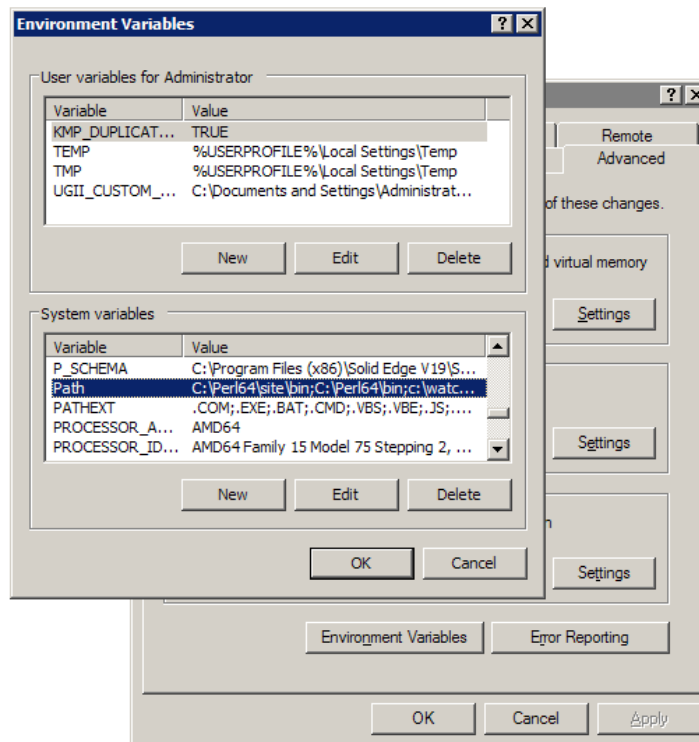 Environment Variables
User variables for Administrator
Variable Value
KMP_DUPLICAT... TRUE
TEMP %USERPROFILE%\Local Settings\Temp
TMP %USERPROFILE%\Local Settings\Temp
UGII_CUSTOM_... C:\Documents and Settings\Administrat...
New Edit Delete
System variables
Variable Value
P_SCHEMA C:\Program Files (x86)\Solid Edge V19\S...
Path C:\Perl64\site\bin;C:\Perl64\bin;c:\watc...
PATHEXT .COM;.EXE;.BAT;.CMD;.VBS;.VBE;.JS;....
PROCESSOR_A... AMD64
PROCESSOR_ID... AMD64 Family 15 Model 75 Stepping 2, ...
New Edit Delete
OK Cancel
Remote
Advanced
of these changes.
d virtual memory
Settings
Settings
n
Settings
Environment Variables Error Reporting
OK Cancel Apply